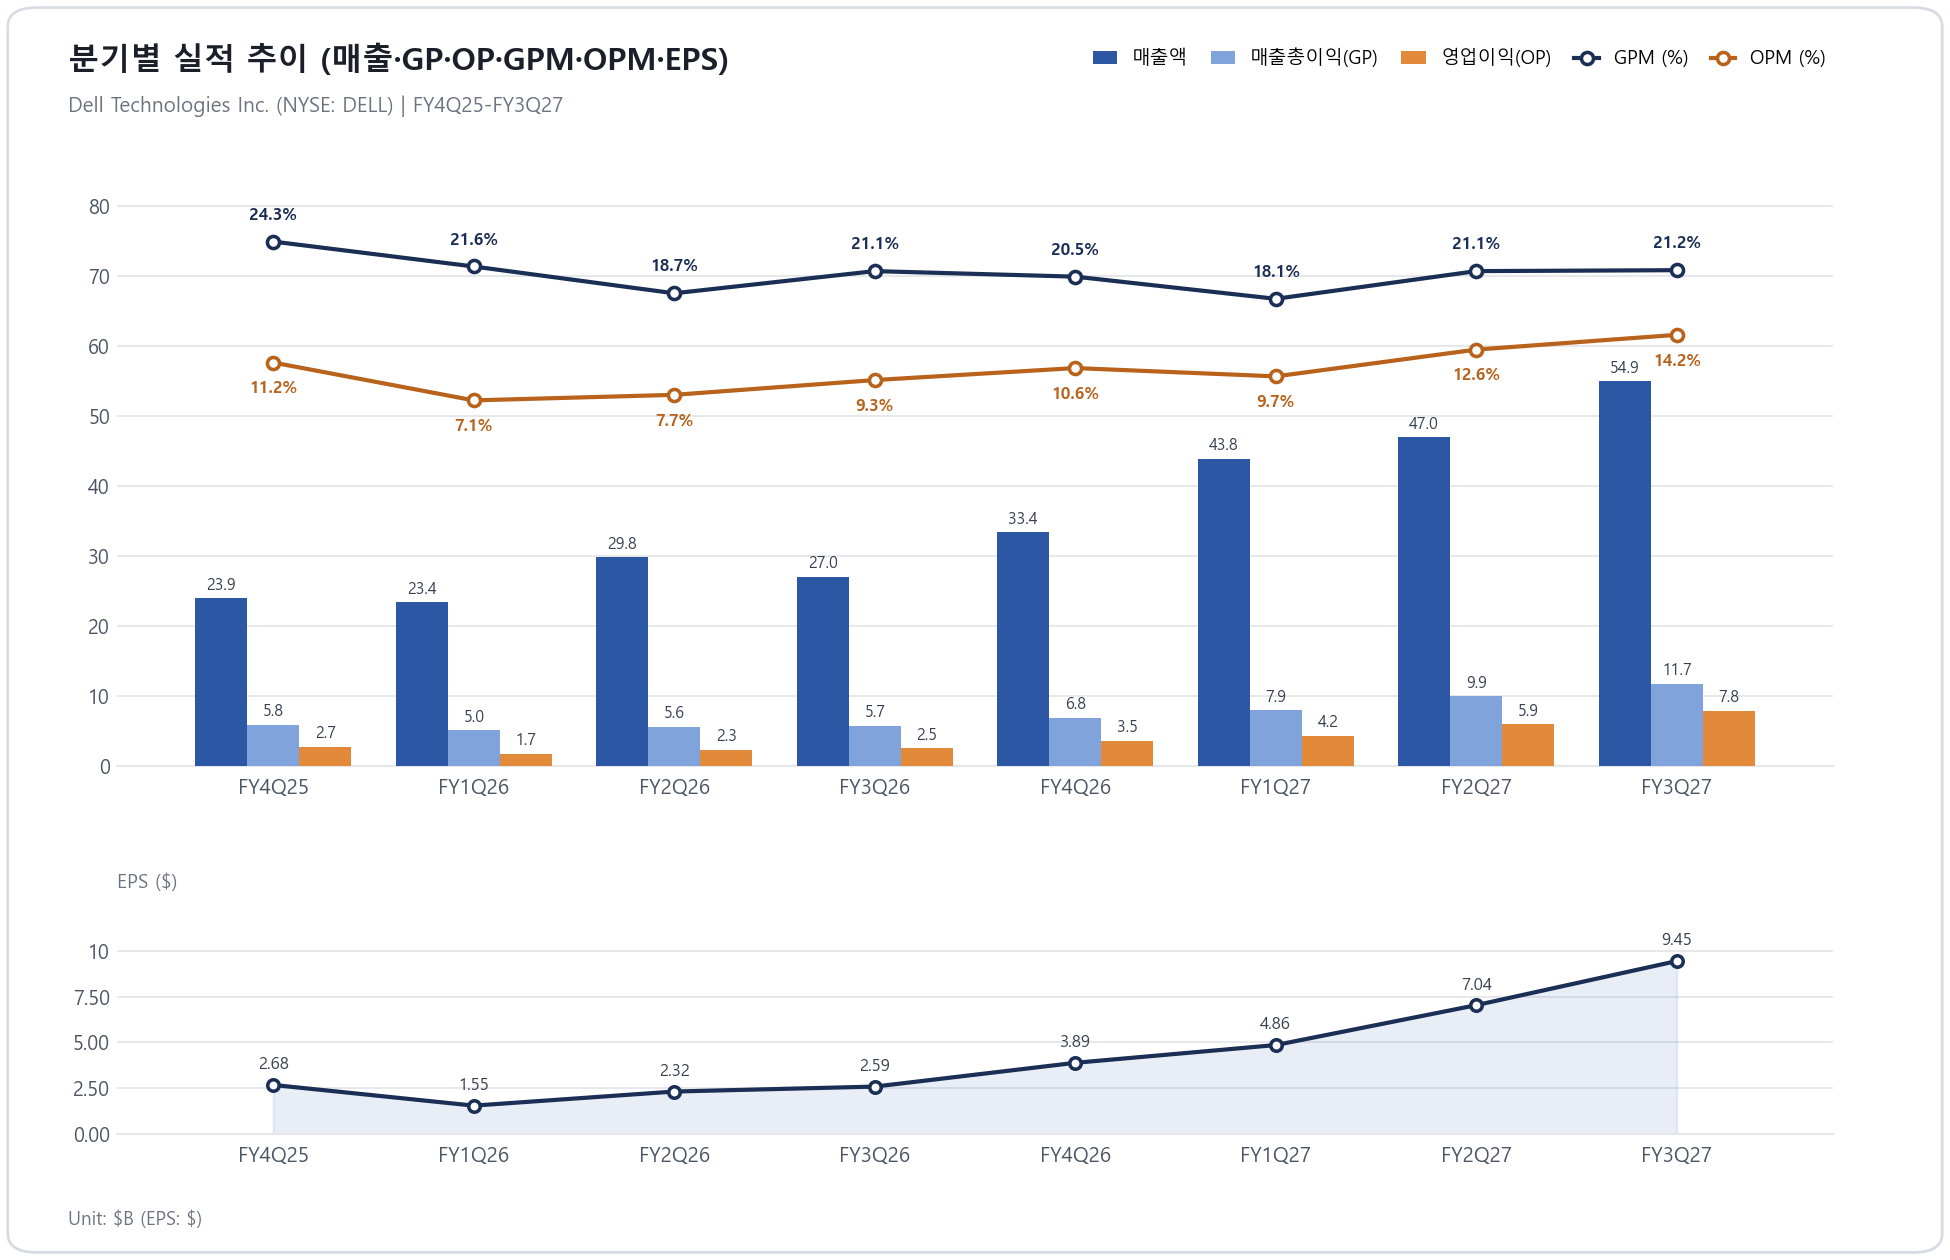 분기별 실적 추이 (매출·GP·OP·GPM·OPM·EPS)
매출액 매출총이익(GP) 영업이익(OP) GPM (%) OPM (%)
Dell Technologies Inc. (NYSE: DELL) | FY4Q25-FY3Q27
80
70
60
50
40
30
20
10
0
24.3% 21.6% 18.7% 21.1% 20.5% 18.1% 21.1% 21.2%
11.2% 7.1% 7.7% 9.3% 10.6% 9.7% 12.6% 14.2%
23.9 5.8 2.7
23.4 5.0 1.7
29.8 5.6 2.3
27.0 5.7 2.5
33.4 6.8 3.5
43.8 7.9 4.2
47.0 9.9 5.9
54.9 11.7 7.8
FY4Q25 FY1Q26 FY2Q26 FY3Q26 FY4Q26 FY1Q27 FY2Q27 FY3Q27
EPS ($)
10
7.50
5.00
2.50
0.00
2.68 1.55 2.32 2.59 3.89 4.86 7.04 9.45
FY4Q25 FY1Q26 FY2Q26 FY3Q26 FY4Q26 FY1Q27 FY2Q27 FY3Q27
Unit: $B (EPS: $)